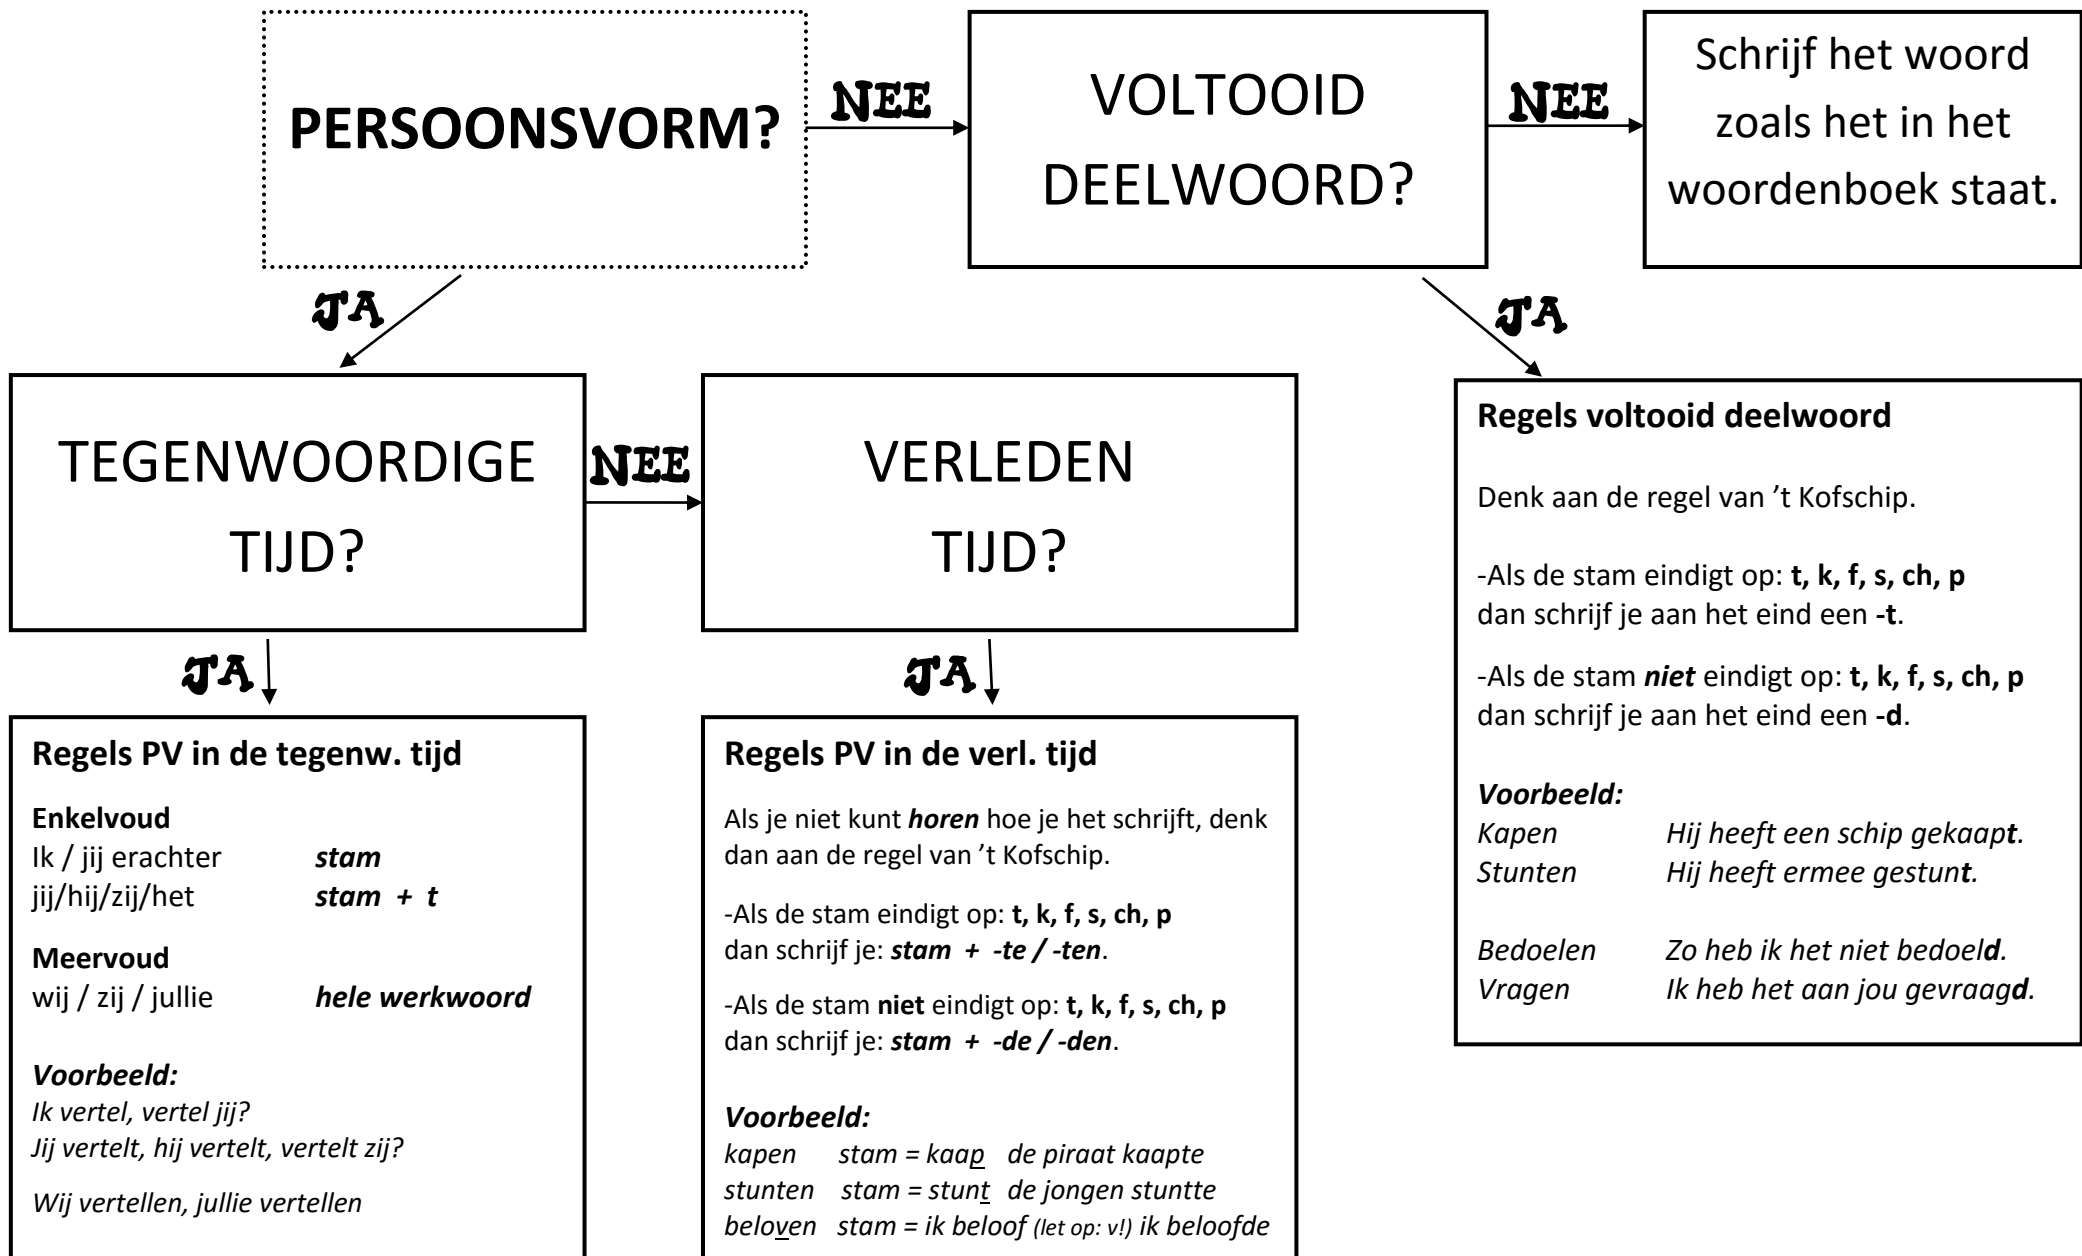 PERSOONSVORM?
NEE
VOLTOOID
DEELWOORD?
NEE
Schrijf het woord
zoals het in het
woordenboek staat.
JA
JA
TEGENWOORDIGE
TIJD?
NEE
VERLEDEN
TIJD?
JA
JA
Regels PV in de tegenw. tijd
Enkelvoud
Ik / jij erachter stam
jij/hij/zij/het stam + t
Meervoud
wij / zij / jullie hele werkwoord
Voorbeeld:
Ik vertel, vertel jij?
Jij vertelt, hij vertelt, vertelt zij?
Wij vertellen, jullie vertellen
Regels PV in de verl. tijd
Als je niet kunt horen hoe je het schrijft, denk
dan aan de regel van ’t Kofschip.
-Als de stam eindigt op: t, k, f, s, ch, p
dan schrijf je: stam + -te / -ten.
-Als de stam niet eindigt op: t, k, f, s, ch, p
dan schrijf je: stam + -de / -den.
Voorbeeld:
kapen stam = kaap de piraat kaapte
stunten stam = stunt de jongen stuntte
beloven stam = ik beloof (let op: v!) ik beloofde
Regels voltooid deelwoord
Denk aan de regel van ’t Kofschip.
-Als de stam eindigt op: t, k, f, s, ch, p
dan schrijf je aan het eind een -t.
-Als de stam niet eindigt op: t, k, f, s, ch, p
dan schrijf je aan het eind een -d.
Voorbeeld:
Kapen Hij heeft een schip gekaapt.
Stunten Hij heeft ermee gestunt.
Bedoelen Zo heb ik het niet bedoeld.
Vragen Ik heb het aan jou gevraagd.